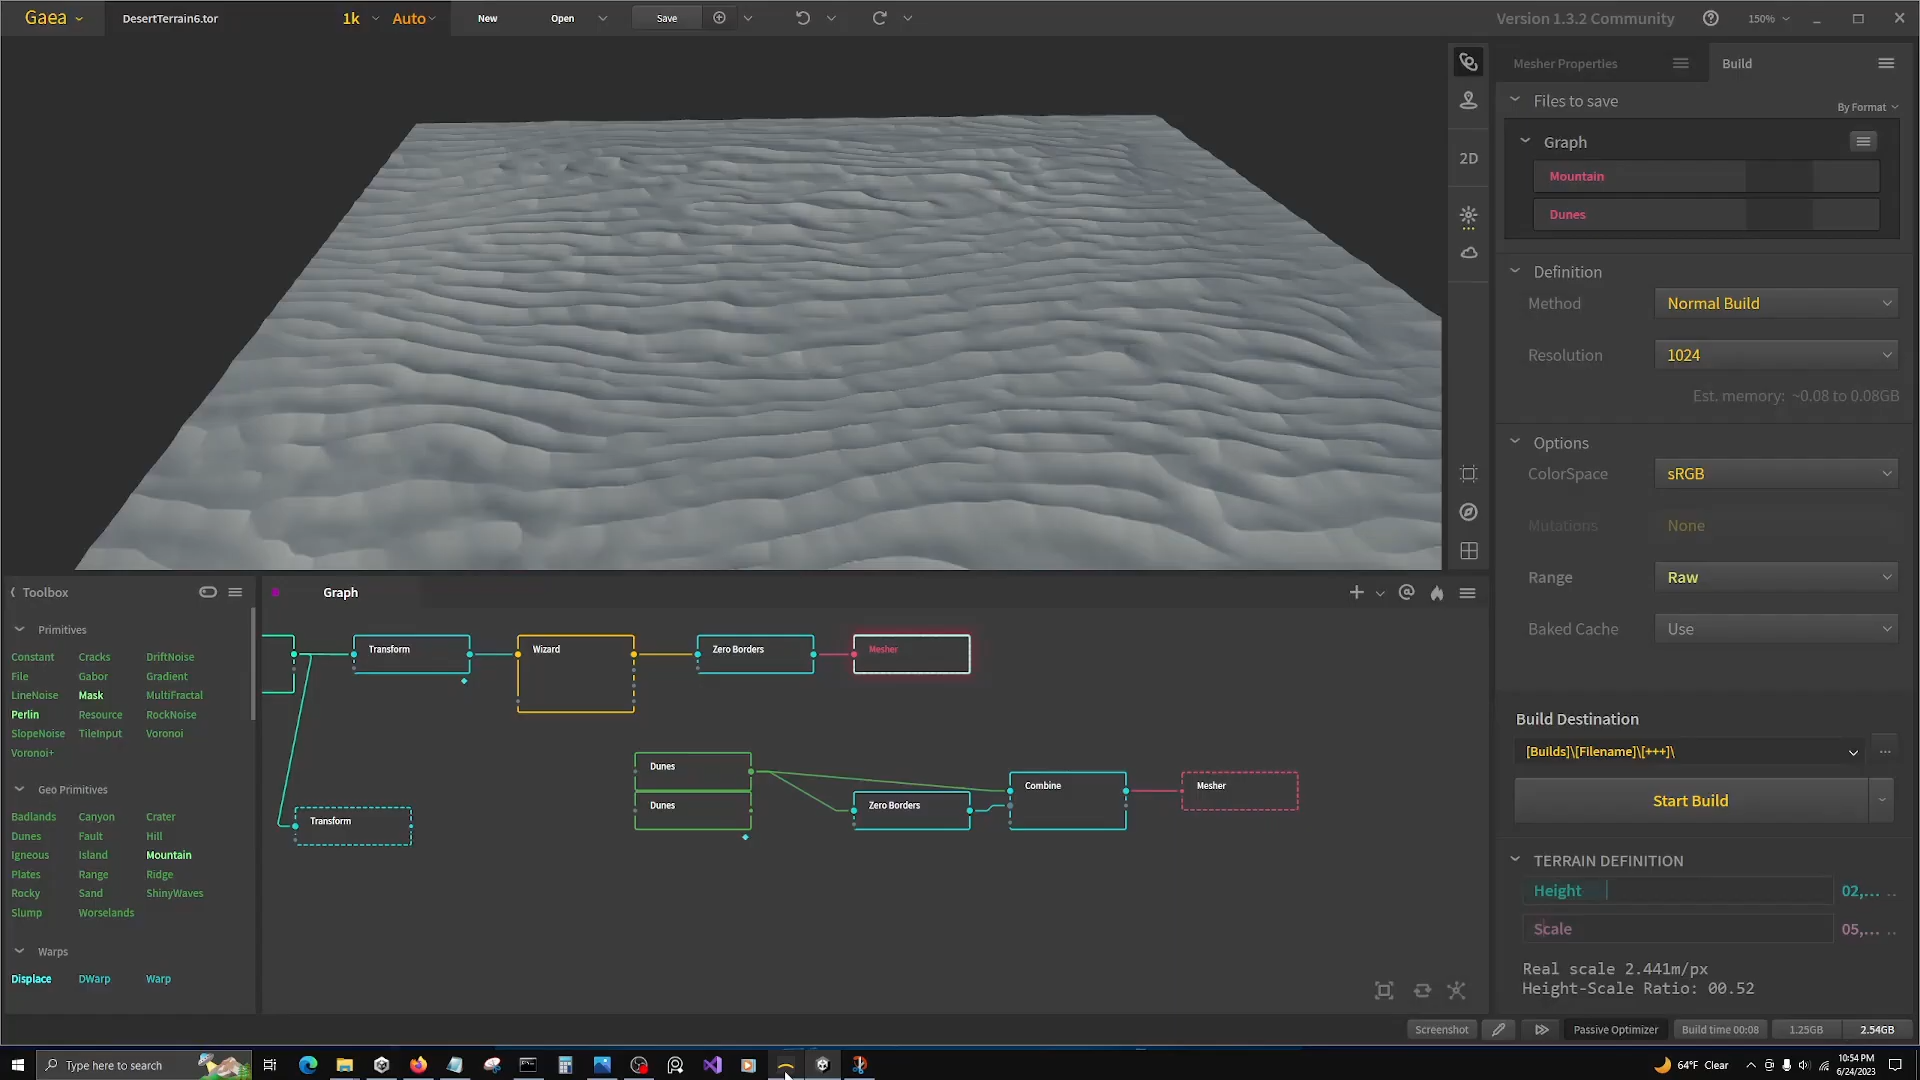 Gaea
DesertTerrain6.tor
1k
Auto
New
Open
Save
Version 1.3.2 Community
150%
Mesher Properties
Build
Files to save
By Format
Graph
Mountain
Dunes
2D
Definition
Method
Normal Build
Resolution
1024
Est. memory: ~0.08 to 0.08GB
Options
ColorSpace
sRGB
Mutations
None
Range
Raw
Baked Cache
Use
Build Destination
[Builds]\[Filename]\[+++]\
...
Start Build
TERRAIN DEFINITION
Height
02,... ..
Scale
05,... ..
Real scale 2.441m/px
Height-Scale Ratio: 00.52
Toolbox
Primitives
Constant Cracks DriftNoise
File Gabor Gradient
LineNoise Mask MultiFractal
Perlin Resource RockNoise
SlopeNoise TileInput Voronoi
Voronoi+
Geo Primitives
Badlands Canyon Crater
Dunes Fault Hill
Igneous Island Mountain
Plates Range Ridge
Rocky Sand ShinyWaves
Slump Worselands
Warps
Displace DWarp Warp
Graph
Transform
Wizard
Zero Borders
Mesher
Dunes
Dunes
Zero Borders
Combine
Mesher
Transform
Screenshot
Passive Optimizer
Build time 00:08
1.25GB
2.54GB
Type here to search
64°F Clear
10:54 PM
6/24/2023